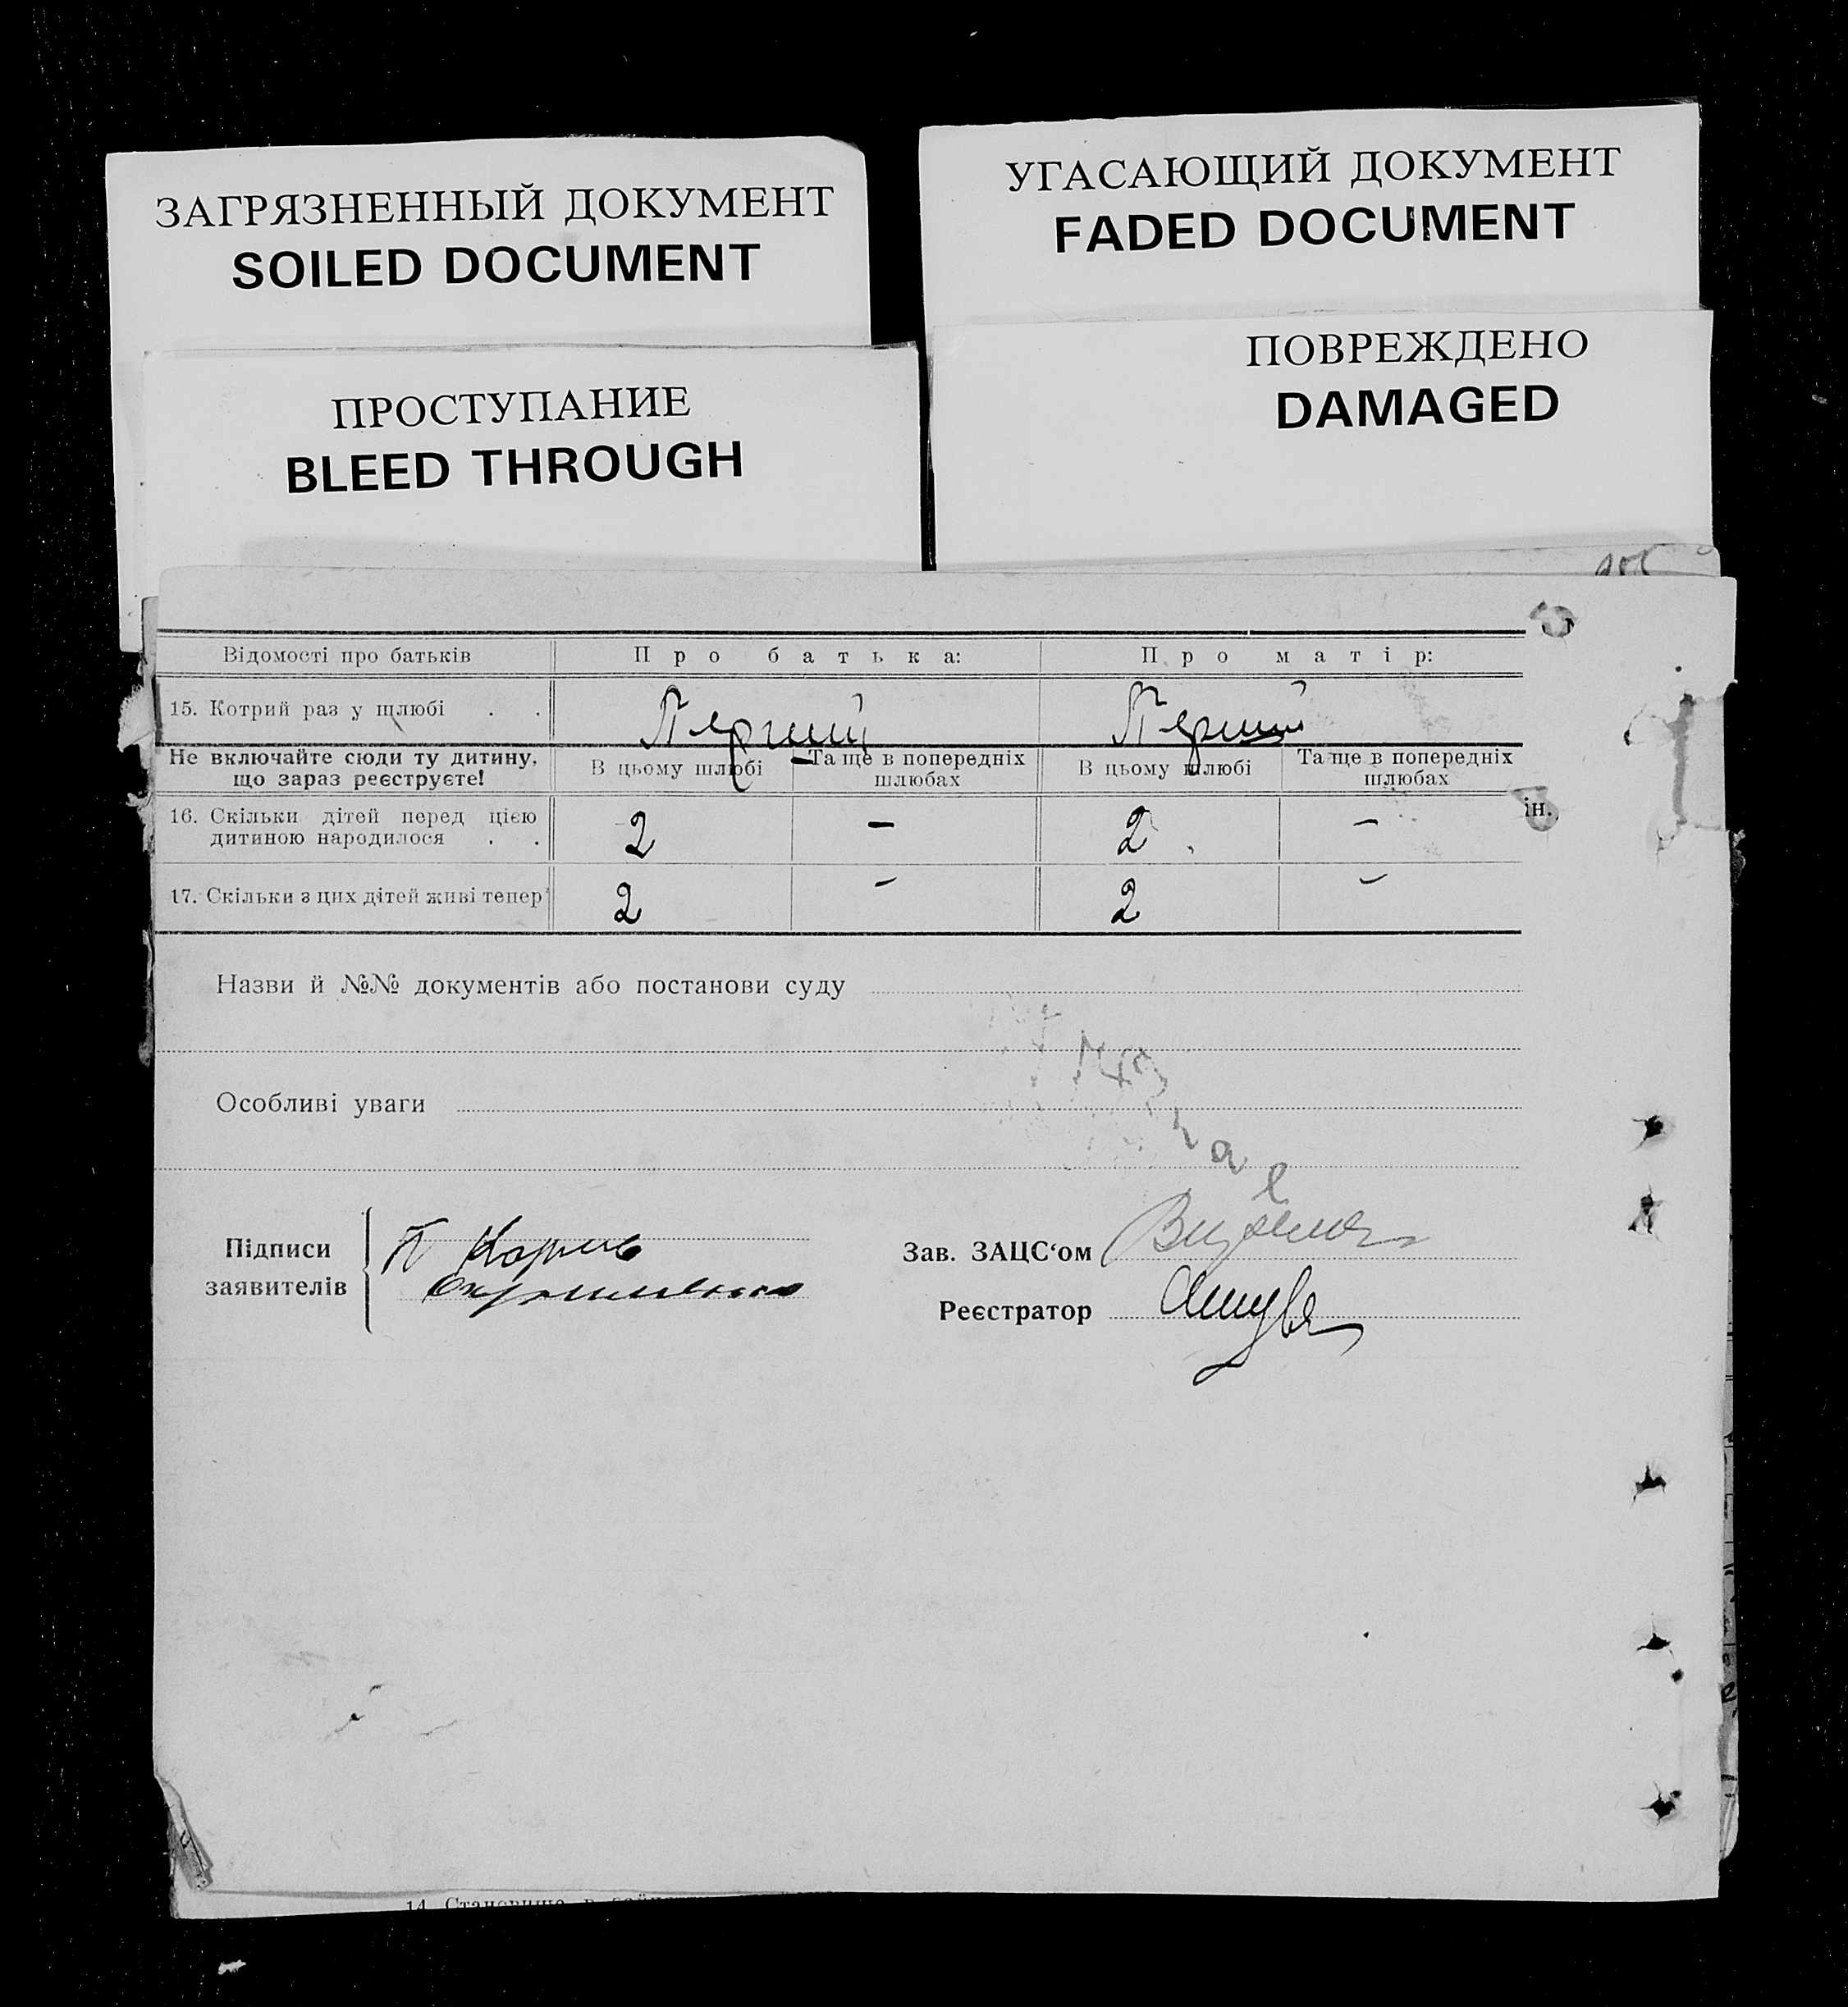 ЗАГРЯЗНЕННЫЙ ДОКУМЕНТ
SOILED DOCUMENT
УГАСАЮЩИЙ ДОКУМЕНТ
FADED DOCUMENT
ПРОСТУПАНИЕ
BLEED THROUGH
ПОВРЕЖДЕНО
DAMAGED
Відомості про батьків Про батька: Про матір:
15. Котрий раз у шлюбі . . Перший Перший
Не включайте сюди ту дитину, що зараз реєструєте! В цьому шлюбі Та ще в попередніх шлюбах В цьому шлюбі Та ще в попередніх шлюбах
ін.
16. Скільки дітей перед цією дитиною народилося . . 2 – 2 –
17. Скільки з цих дітей живі тепер 2 – 2 –
Назви й №№ документів або постанови суду
Особливі уваги
Підписи заявителів
Зав. ЗАЦС‘ом
Реєстратор
14. Становище в